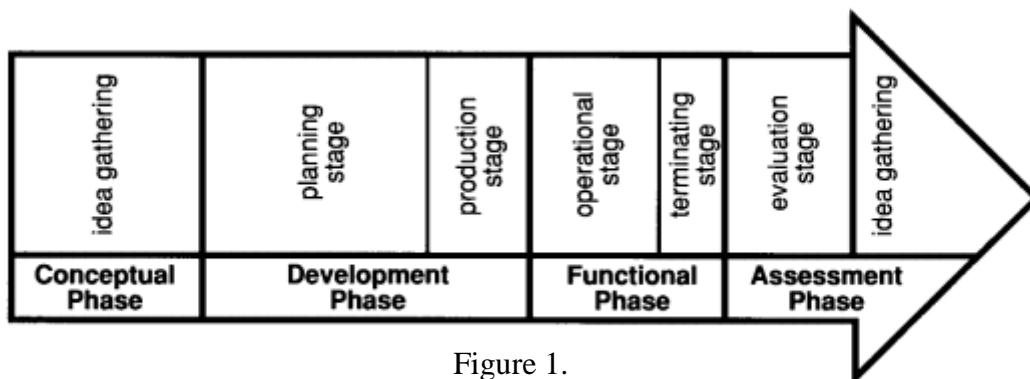 idea gathering
planning
stage
production
stage
operational
stage
terminating
stage
evaluation
stage
idea gathering
Conceptual
Phase
Development
Phase
Functional
Phase
Assessment
Phase
Figure 1.